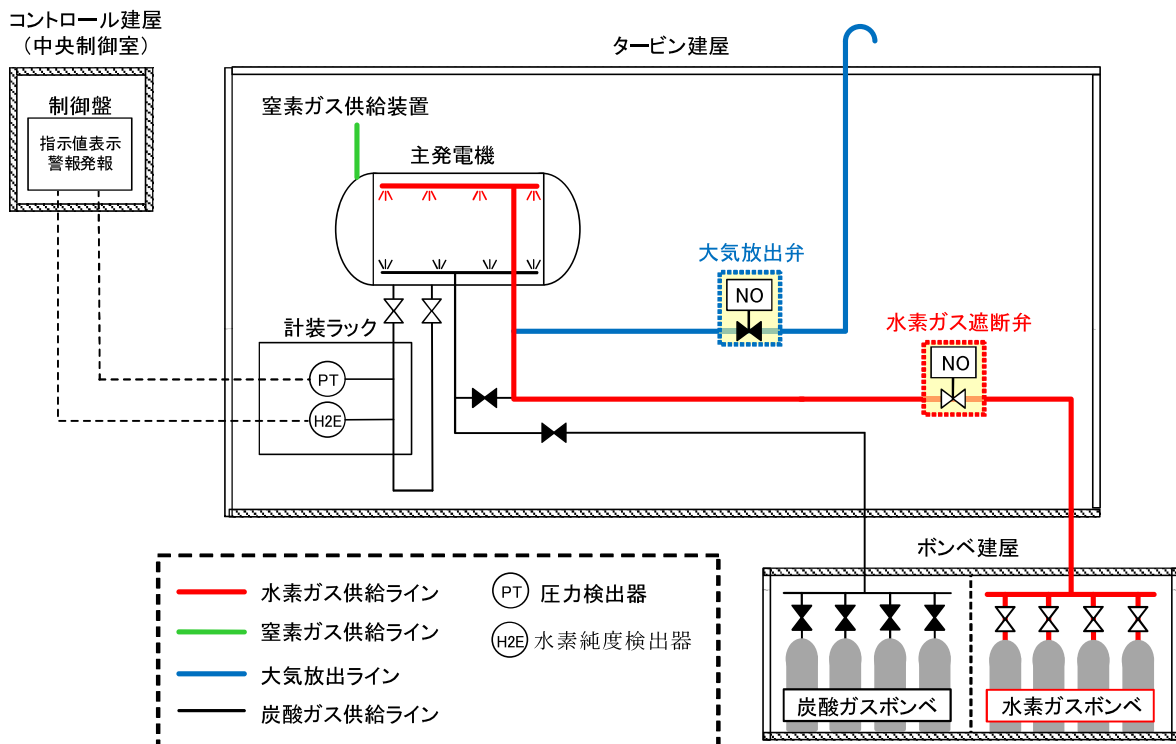 コントロール建屋
（中央制御室）
制御盤
指示値表示
警報発報
タービン建屋
窒素ガス供給装置
主発電機
大気放出弁
NO
水素ガス遮断弁
NO
計装ラック
PT
H2E
ボンベ建屋
炭酸ガスボンベ
水素ガスボンベ
水素ガス供給ライン
窒素ガス供給ライン
大気放出ライン
炭酸ガス供給ライン
PT 圧力検出器
H2E 水素純度検出器